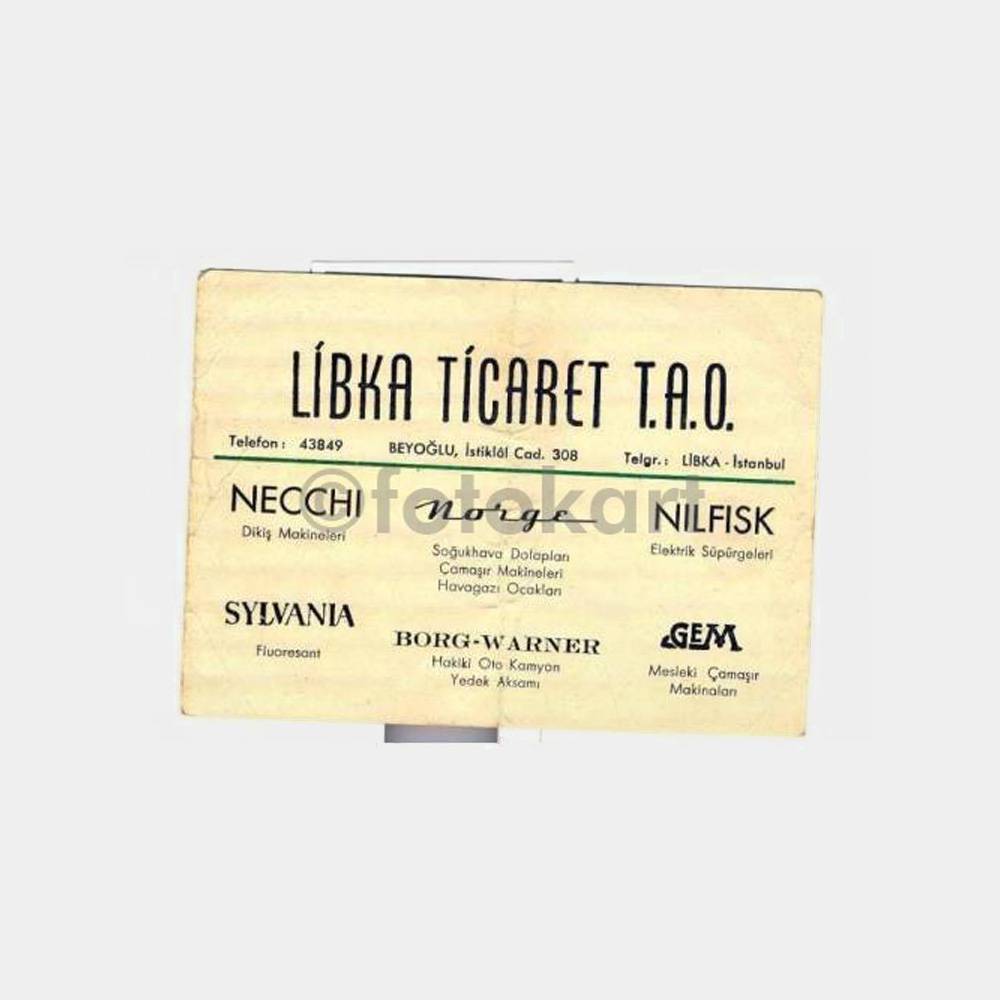 LİBKA TİCARET T.A.O.
Telefon: 43849 BEYOĞLU, İstiklâl Cad. 308 Telgr.: LİBKA - İstanbul
©fotokart
NECCHI
Dikiş Makineleri
Norge
Soğukhava Dolapları
Çamaşır Makineleri
Havagazı Ocakları
NILFISK
Elektrik Süpürgeleri
SYLVANIA
Fluoresant
BORG-WARNER
Hakiki Oto Kamyon
Yedek Aksamı
GEM
Mesleki Çamaşır
Makinaları